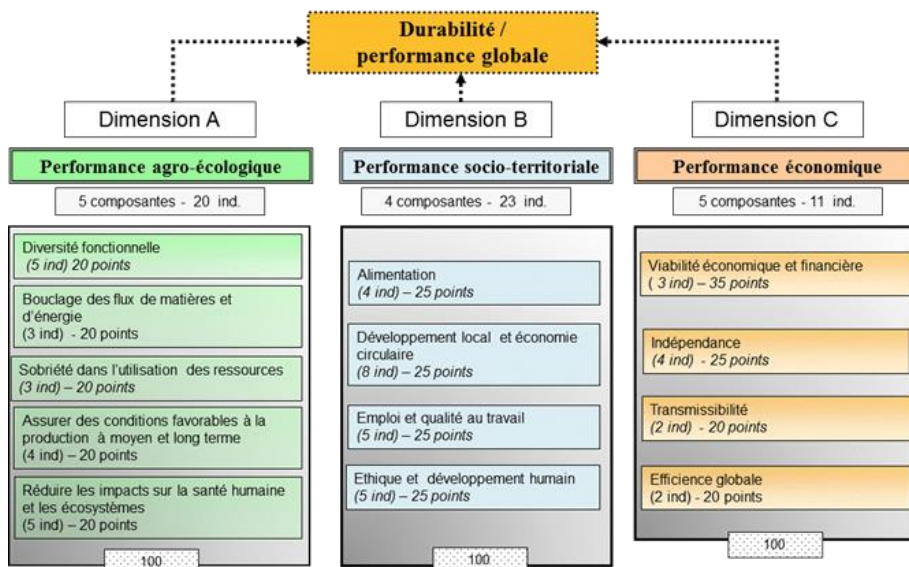 Durabilité /
performance globale
Dimension A
Dimension B
Dimension C
Performance agro-écologique
Performance socio-territoriale
Performance économique
5 composantes - 20 ind.
4 composantes - 23 ind.
5 composantes - 11 ind.
Diversité fonctionnelle
(5 ind) 20 points
Bouclage des flux de matières et
d'énergie
(3 ind) - 20 points
Sobriété dans l'utilisation des ressources
(3 ind) – 20 points
Assurer des conditions favorables à la
production à moyen et long terme
(4 ind) – 20 points
Réduire les impacts sur la santé humaine
et les écosystèmes
(5 ind) – 20 points
100
Alimentation
(4 ind) – 25 points
Développement local et économie
circulaire
(8 ind) – 25 points
Emploi et qualité au travail
(5 ind) – 25 points
Ethique et développement humain
(5 ind) – 25 points
100
Viabilité économique et financière
( 3 ind) – 35 points
Indépendance
(4 ind) - 25 points
Transmissibilité
(2 ind) - 20 points
Efficience globale
(2 ind) - 20 points
100